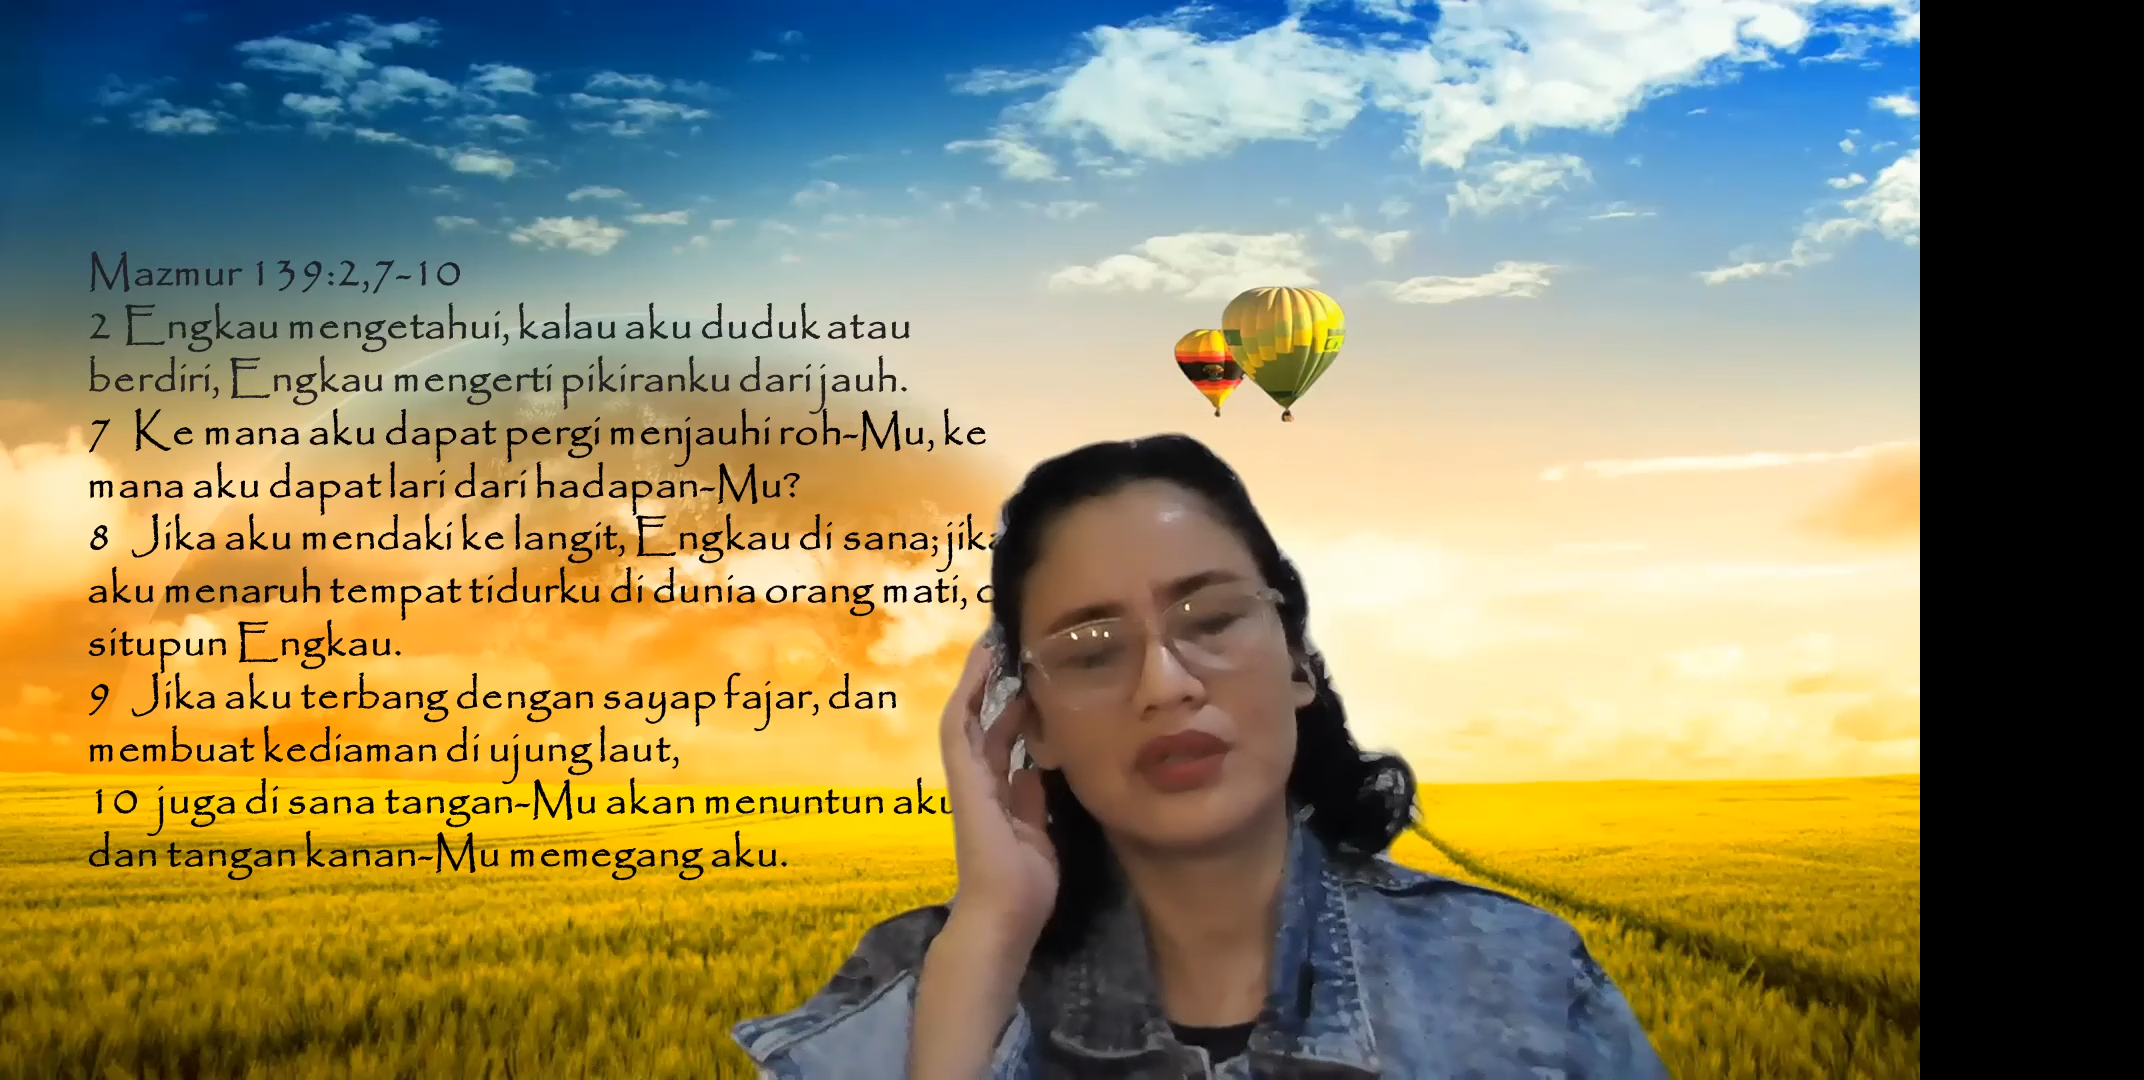 Mazmur 139:2,7-10
2 Engkau mengetahui, kalau aku duduk atau
berdiri, Engkau mengerti pikiranku dari jauh.
7 Ke mana aku dapat pergi menjauhi roh-Mu, ke
mana aku dapat lari dari hadapan-Mu?
8 Jika aku mendaki ke langit, Engkau di sana; jika
aku menaruh tempat tidurku di dunia orang mati,
situpun Engkau.
9 Jika aku terbang dengan sayap fajar, dan
membuat kediaman di ujung laut,
10 juga di sana tangan-Mu akan menuntun aku
dan tangan kanan-Mu memegang aku.